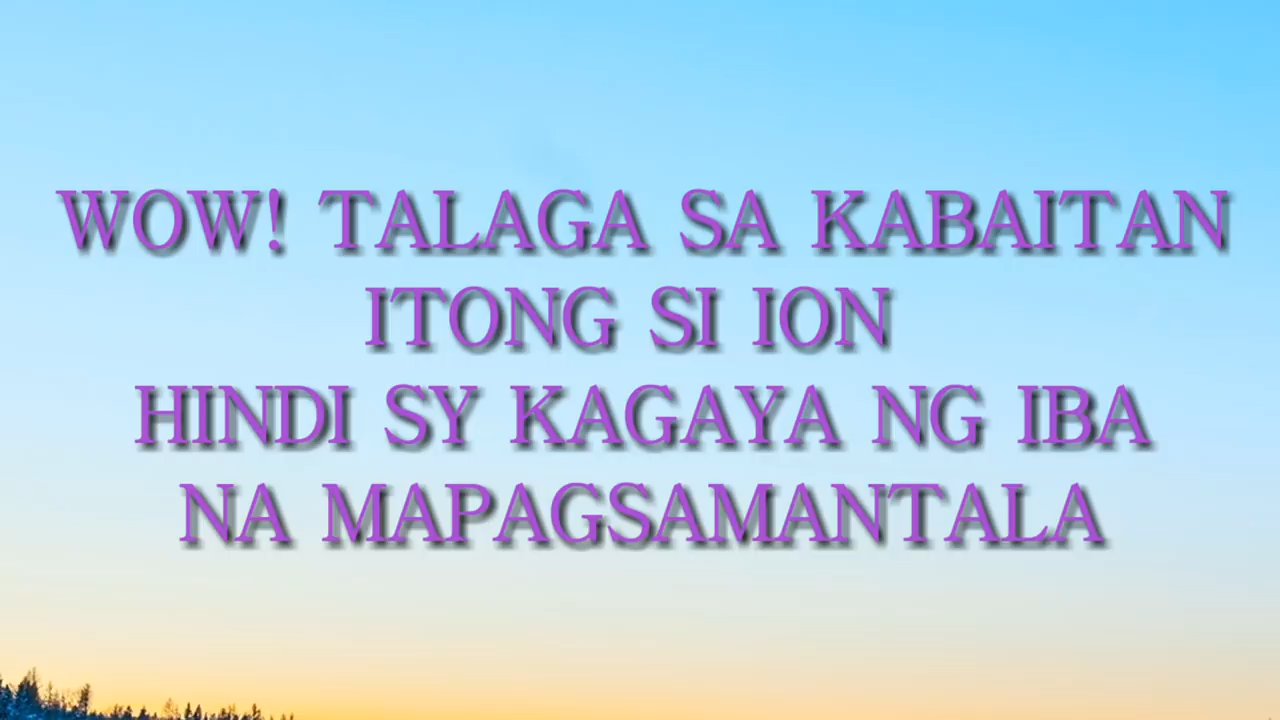 WOW! TALAGA SA KABAITAN
ITONG SI ION
HINDI SY KAGAYA NG IBA
NA MAPAGSAMANTALA